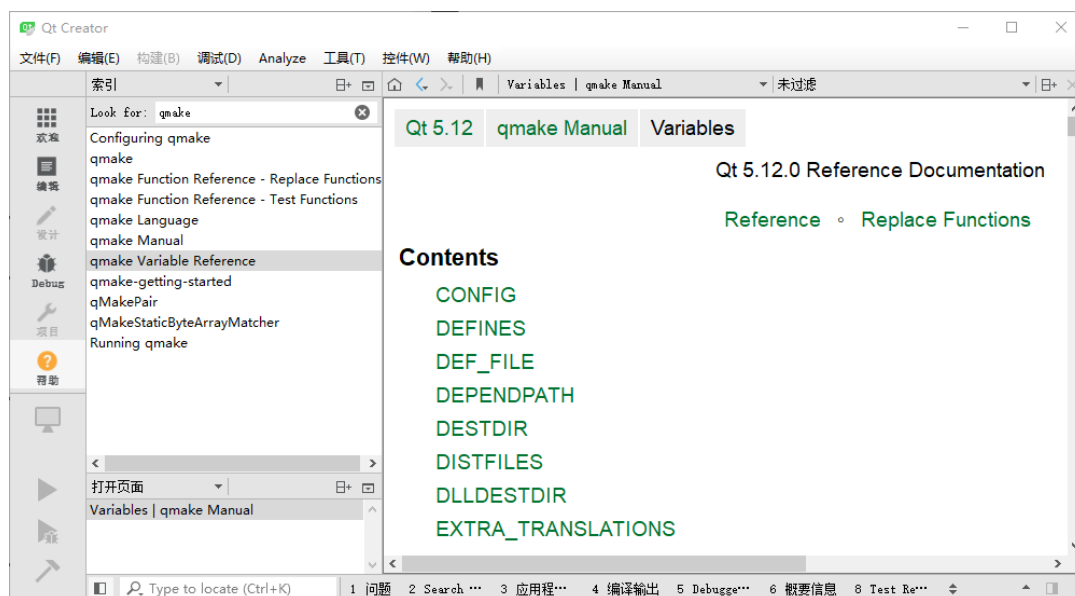 Qt Creator
文件(F) 编辑(E) 构建(B) 调试(D) Analyze 工具(T) 控件(W) 帮助(H)
索引
Variables | qmake Manual
未过滤
欢迎
编辑
设计
Debug
项目
帮助
Look for: qmake
Configuring qmake
qmake
qmake Function Reference - Replace Functions
qmake Function Reference - Test Functions
qmake Language
qmake Manual
qmake Variable Reference
qmake-getting-started
qMakePair
qMakeStaticByteArrayMatcher
Running qmake
打开页面
Variables | qmake Manual
Qt 5.12 qmake Manual Variables
Qt 5.12.0 Reference Documentation
Reference ∘ Replace Functions
Contents
CONFIG
DEFINES
DEF_FILE
DEPENDPATH
DESTDIR
DISTFILES
DLLDESTDIR
EXTRA_TRANSLATIONS
Type to locate (Ctrl+K) 1 问题 2 Search ⋯ 3 应用程⋯ 4 编译输出 5 Debugge⋯ 6 概要信息 8 Test Re⋯